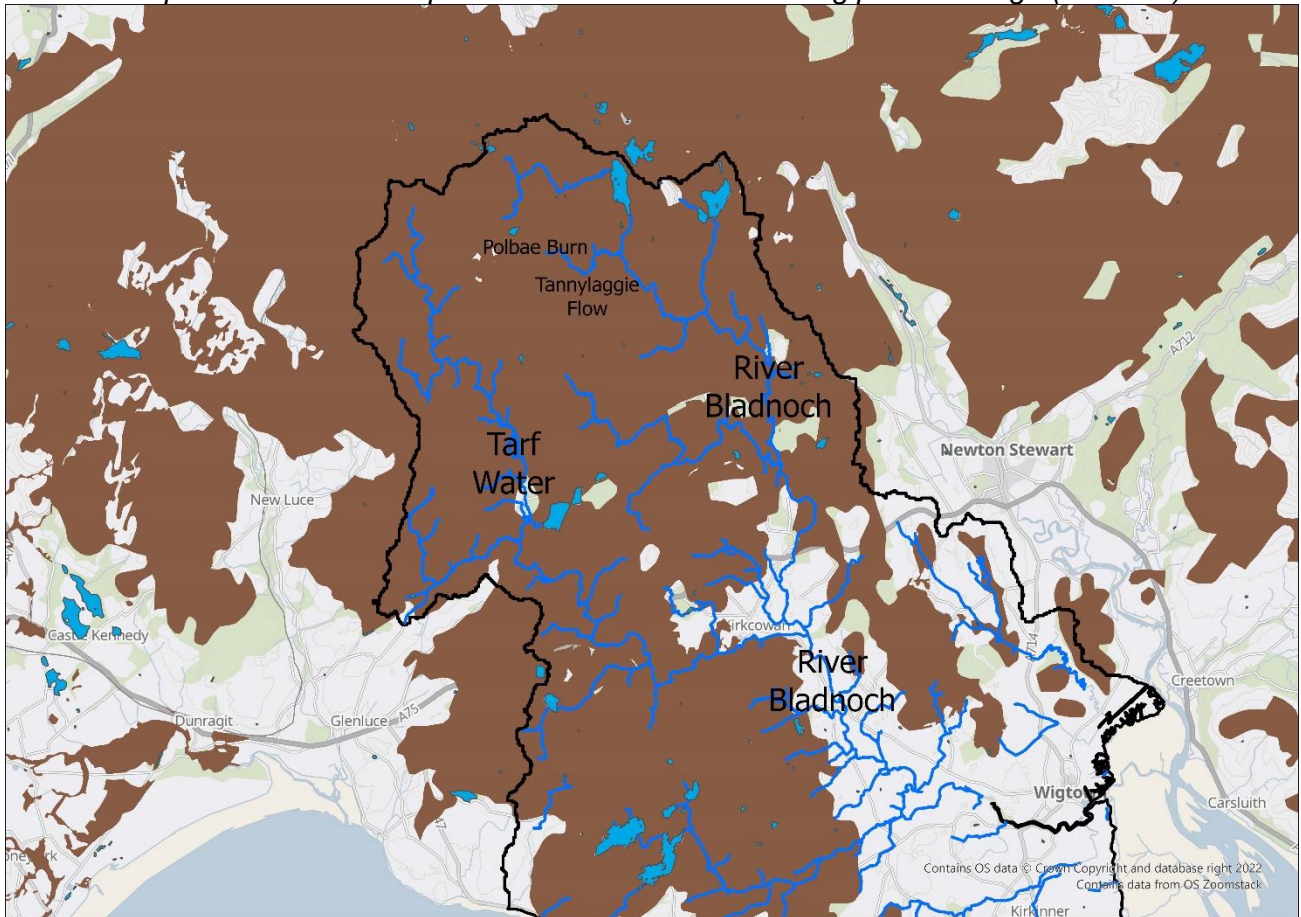 Polbae Burn
Tannylaggie
Flow
River
Bladnoch
A712
Tarf
Water
Newton Stewart
New Luce
Castle Kennedy
Kirkcowan
River
Bladnoch
Creetown
Dunragit
Glenluce
A75
Wigto
Carsluith
Contains OS data © Crown Copyright and database right 2022
Contains data from OS Zoomstack
Kirkinner